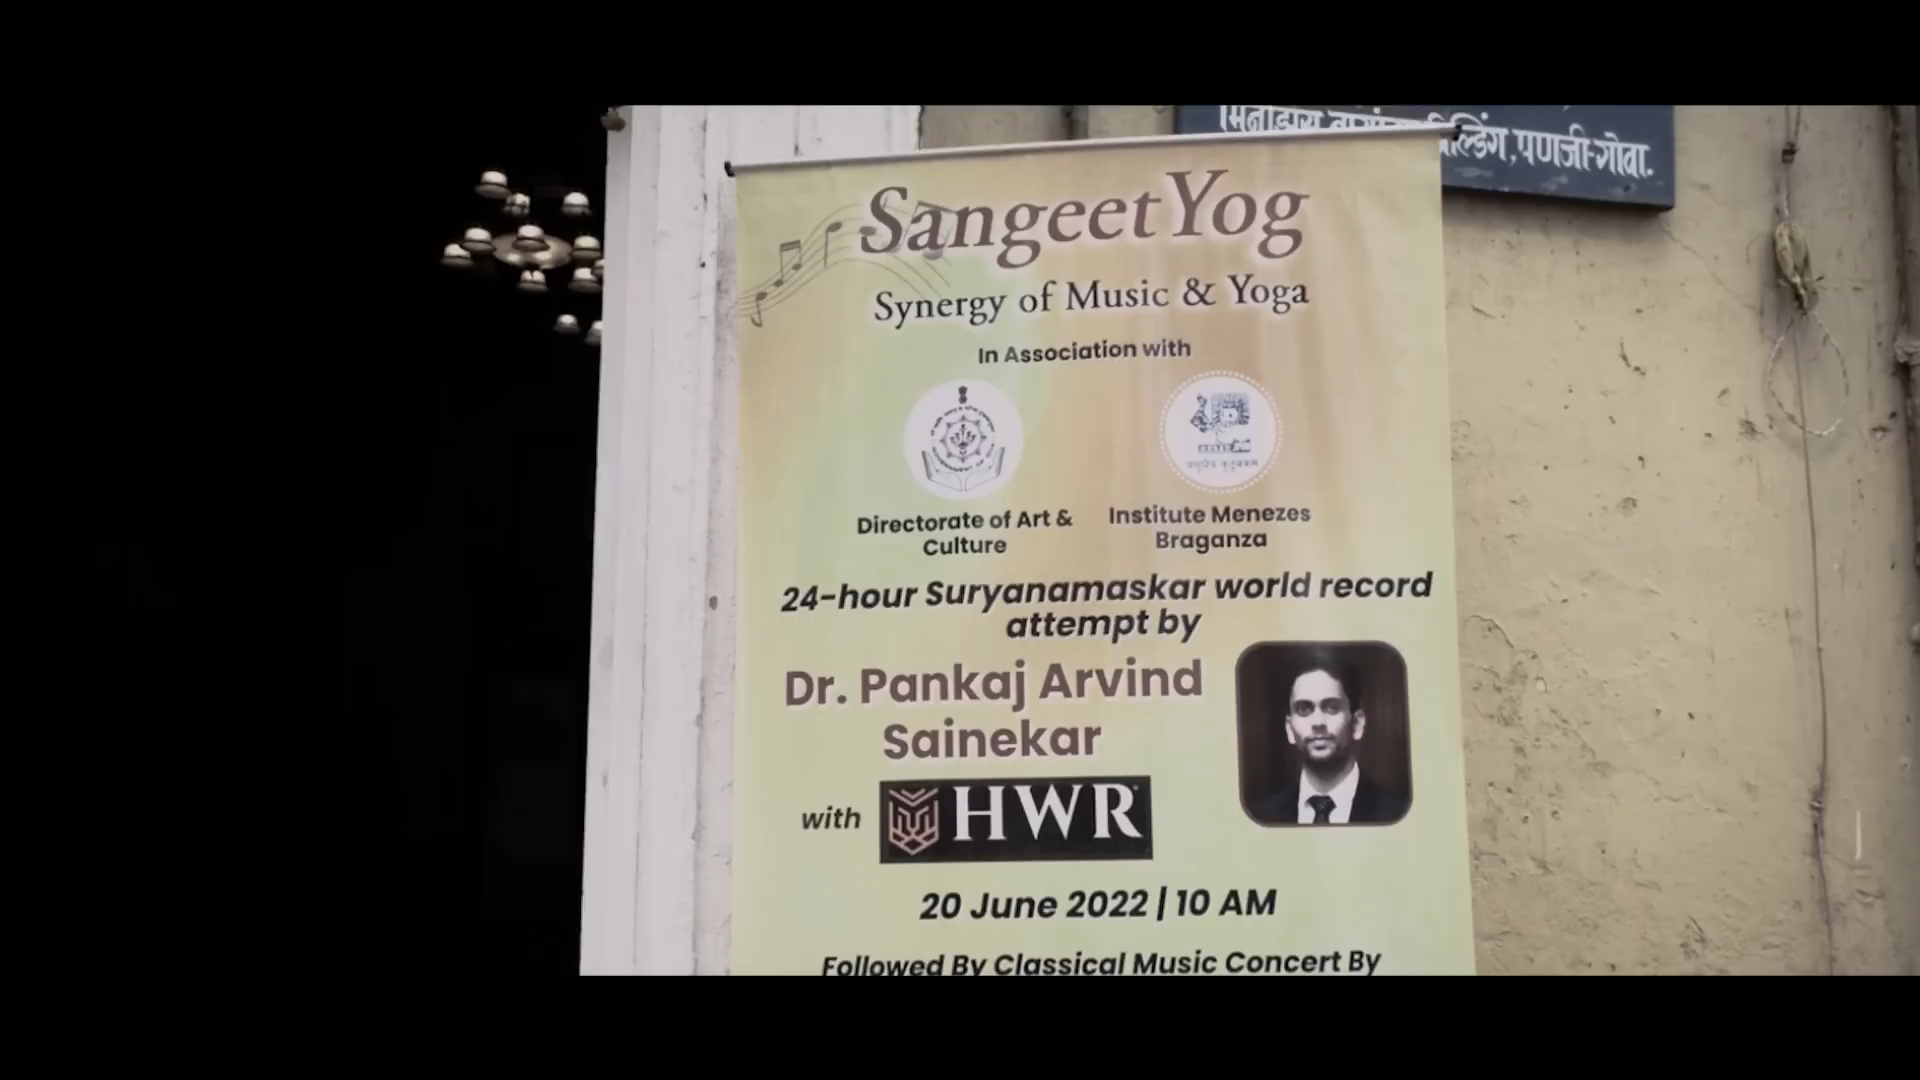 बिल्डिंग, पणजी-गोवा.
SangeetYog
Synergy of Music & Yoga
In Association with
Directorate of Art &
Culture
Institute Menezes
Braganza
24-hour Suryanamaskar world record
attempt by
Dr. Pankaj Arvind
Sainekar
with HWR
20 June 2022 | 10 AM
Followed By Classical Music Concert By